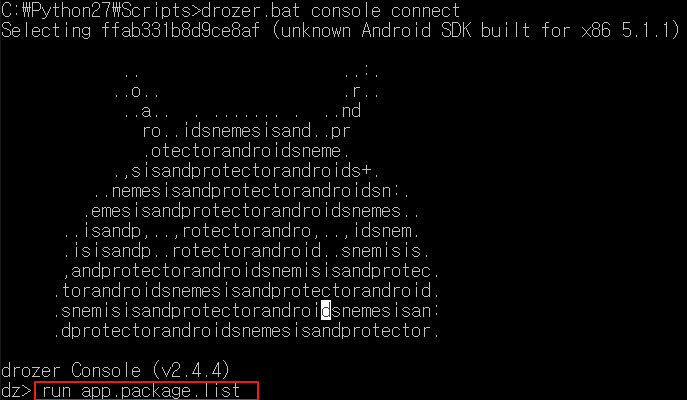 C:₩Python27₩Scripts>drozer.bat console connect
Selecting ffab331b8d9ce8af (unknown Android SDK built for x86 5.1.1)
.. ..:.
..o.. .r..
..a.. . ....... . ..nd
ro..idsnemesisand..pr
.otectorandroidsneme.
.,sisandprotectorandroids+.
..nemesisandprotectorandroidsn:.
.emesisandprotectorandroidsnemes..
..isandp,..,rotectorandro,..,idsnem.
.isisandp..rotectorandroid..snemisis.
,andprotectorandroidsnemisisandprotec.
.torandroidsnemesisandprotectorandroid.
.snemisisandprotectorandroidsnemesisan:
.dprotectorandroidsnemesisandprotector.
drozer Console (v2.4.4)
dz> run app.package.list